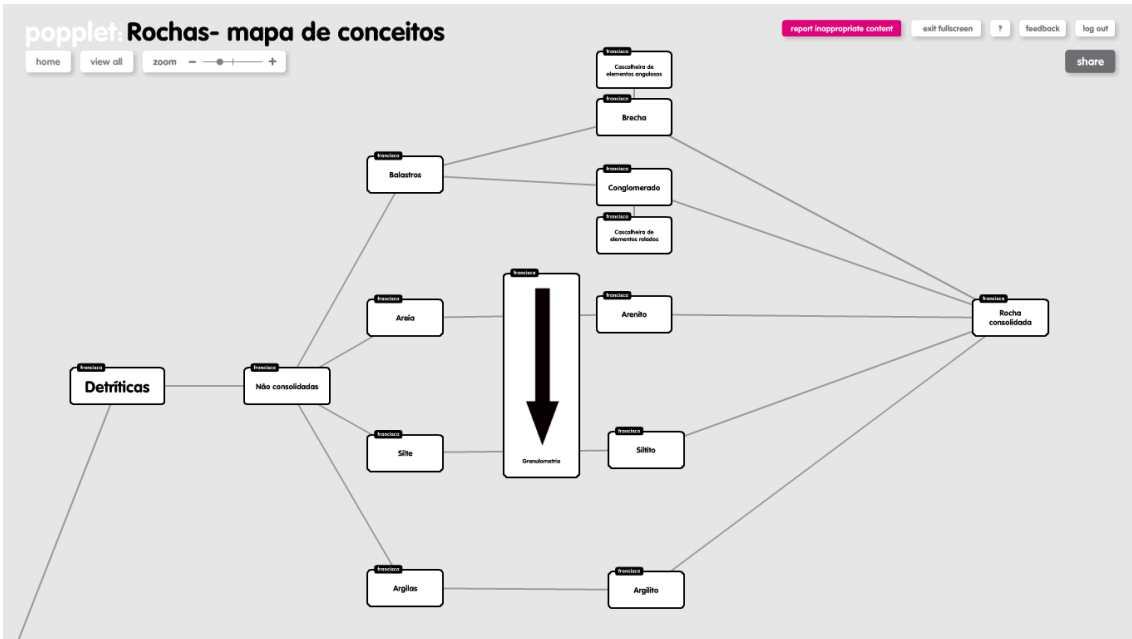 popplet: Rochas- mapa de conceitos
report inappropriate content
exit fullscreen
?
feedback
log out
home
view all
zoom
share
francisco
Cascalheira de
elementos angulosos
francisco
Brecha
francisco
Balastros
francisco
Conglomerado
francisco
Cascalheira de
elementos rolados
francisco
Granulometria
francisco
Areia
francisco
Arenito
francisco
Rocha
consolidada
francisco
Detríticas
francisco
Não consolidadas
francisco
Silte
francisco
Siltito
francisco
Argilas
francisco
Argilito